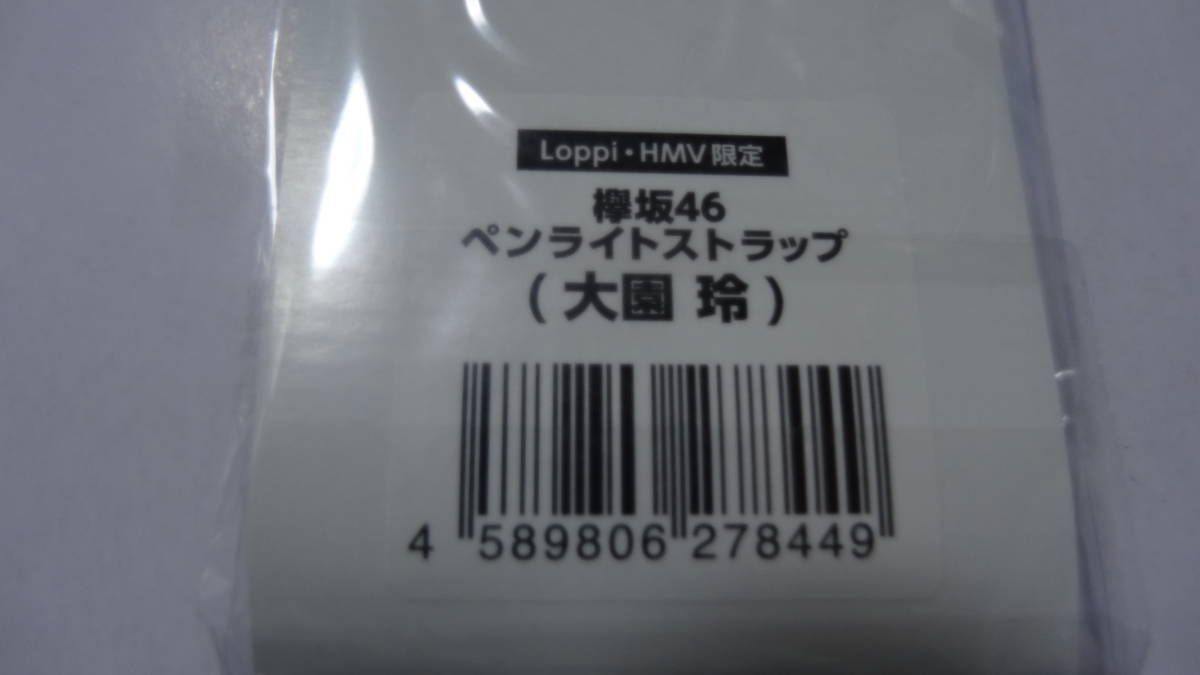 Loppi・HMV限定
欅坂46
ペンライトストラップ
(大園 玲)
4 589806 278449